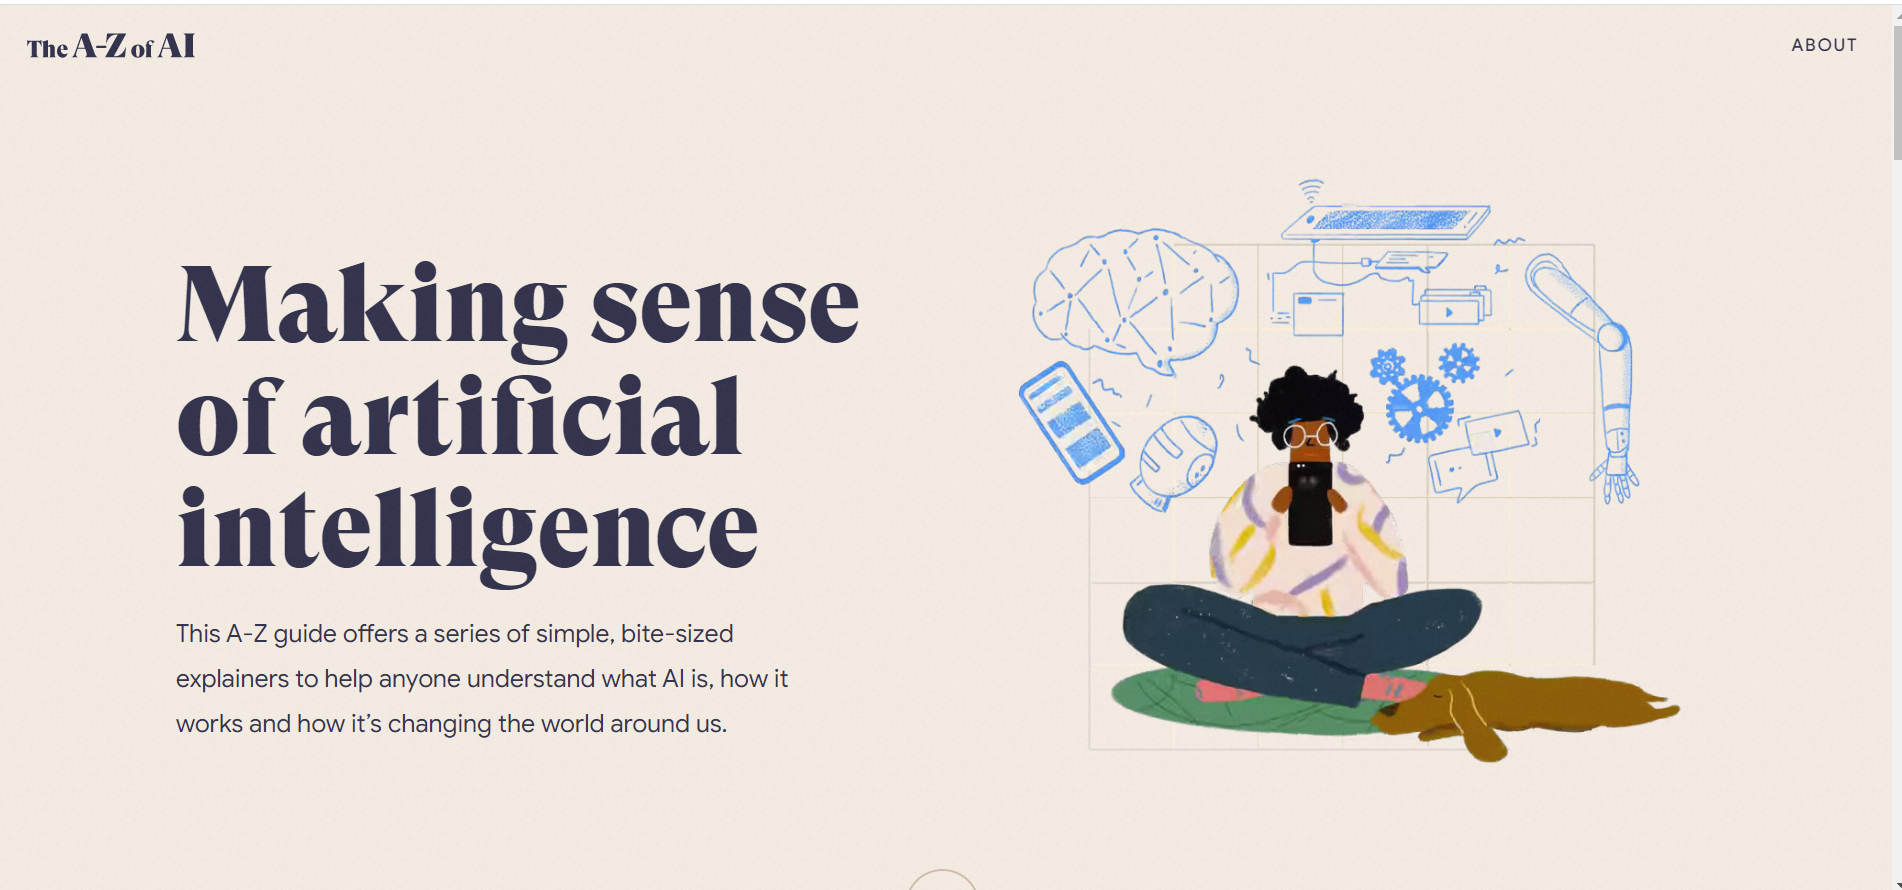 The A-Z of AI
ABOUT
Making sense
of artificial
intelligence
This A-Z guide offers a series of simple, bite-sized
explainers to help anyone understand what AI is, how it
works and how it’s changing the world around us.